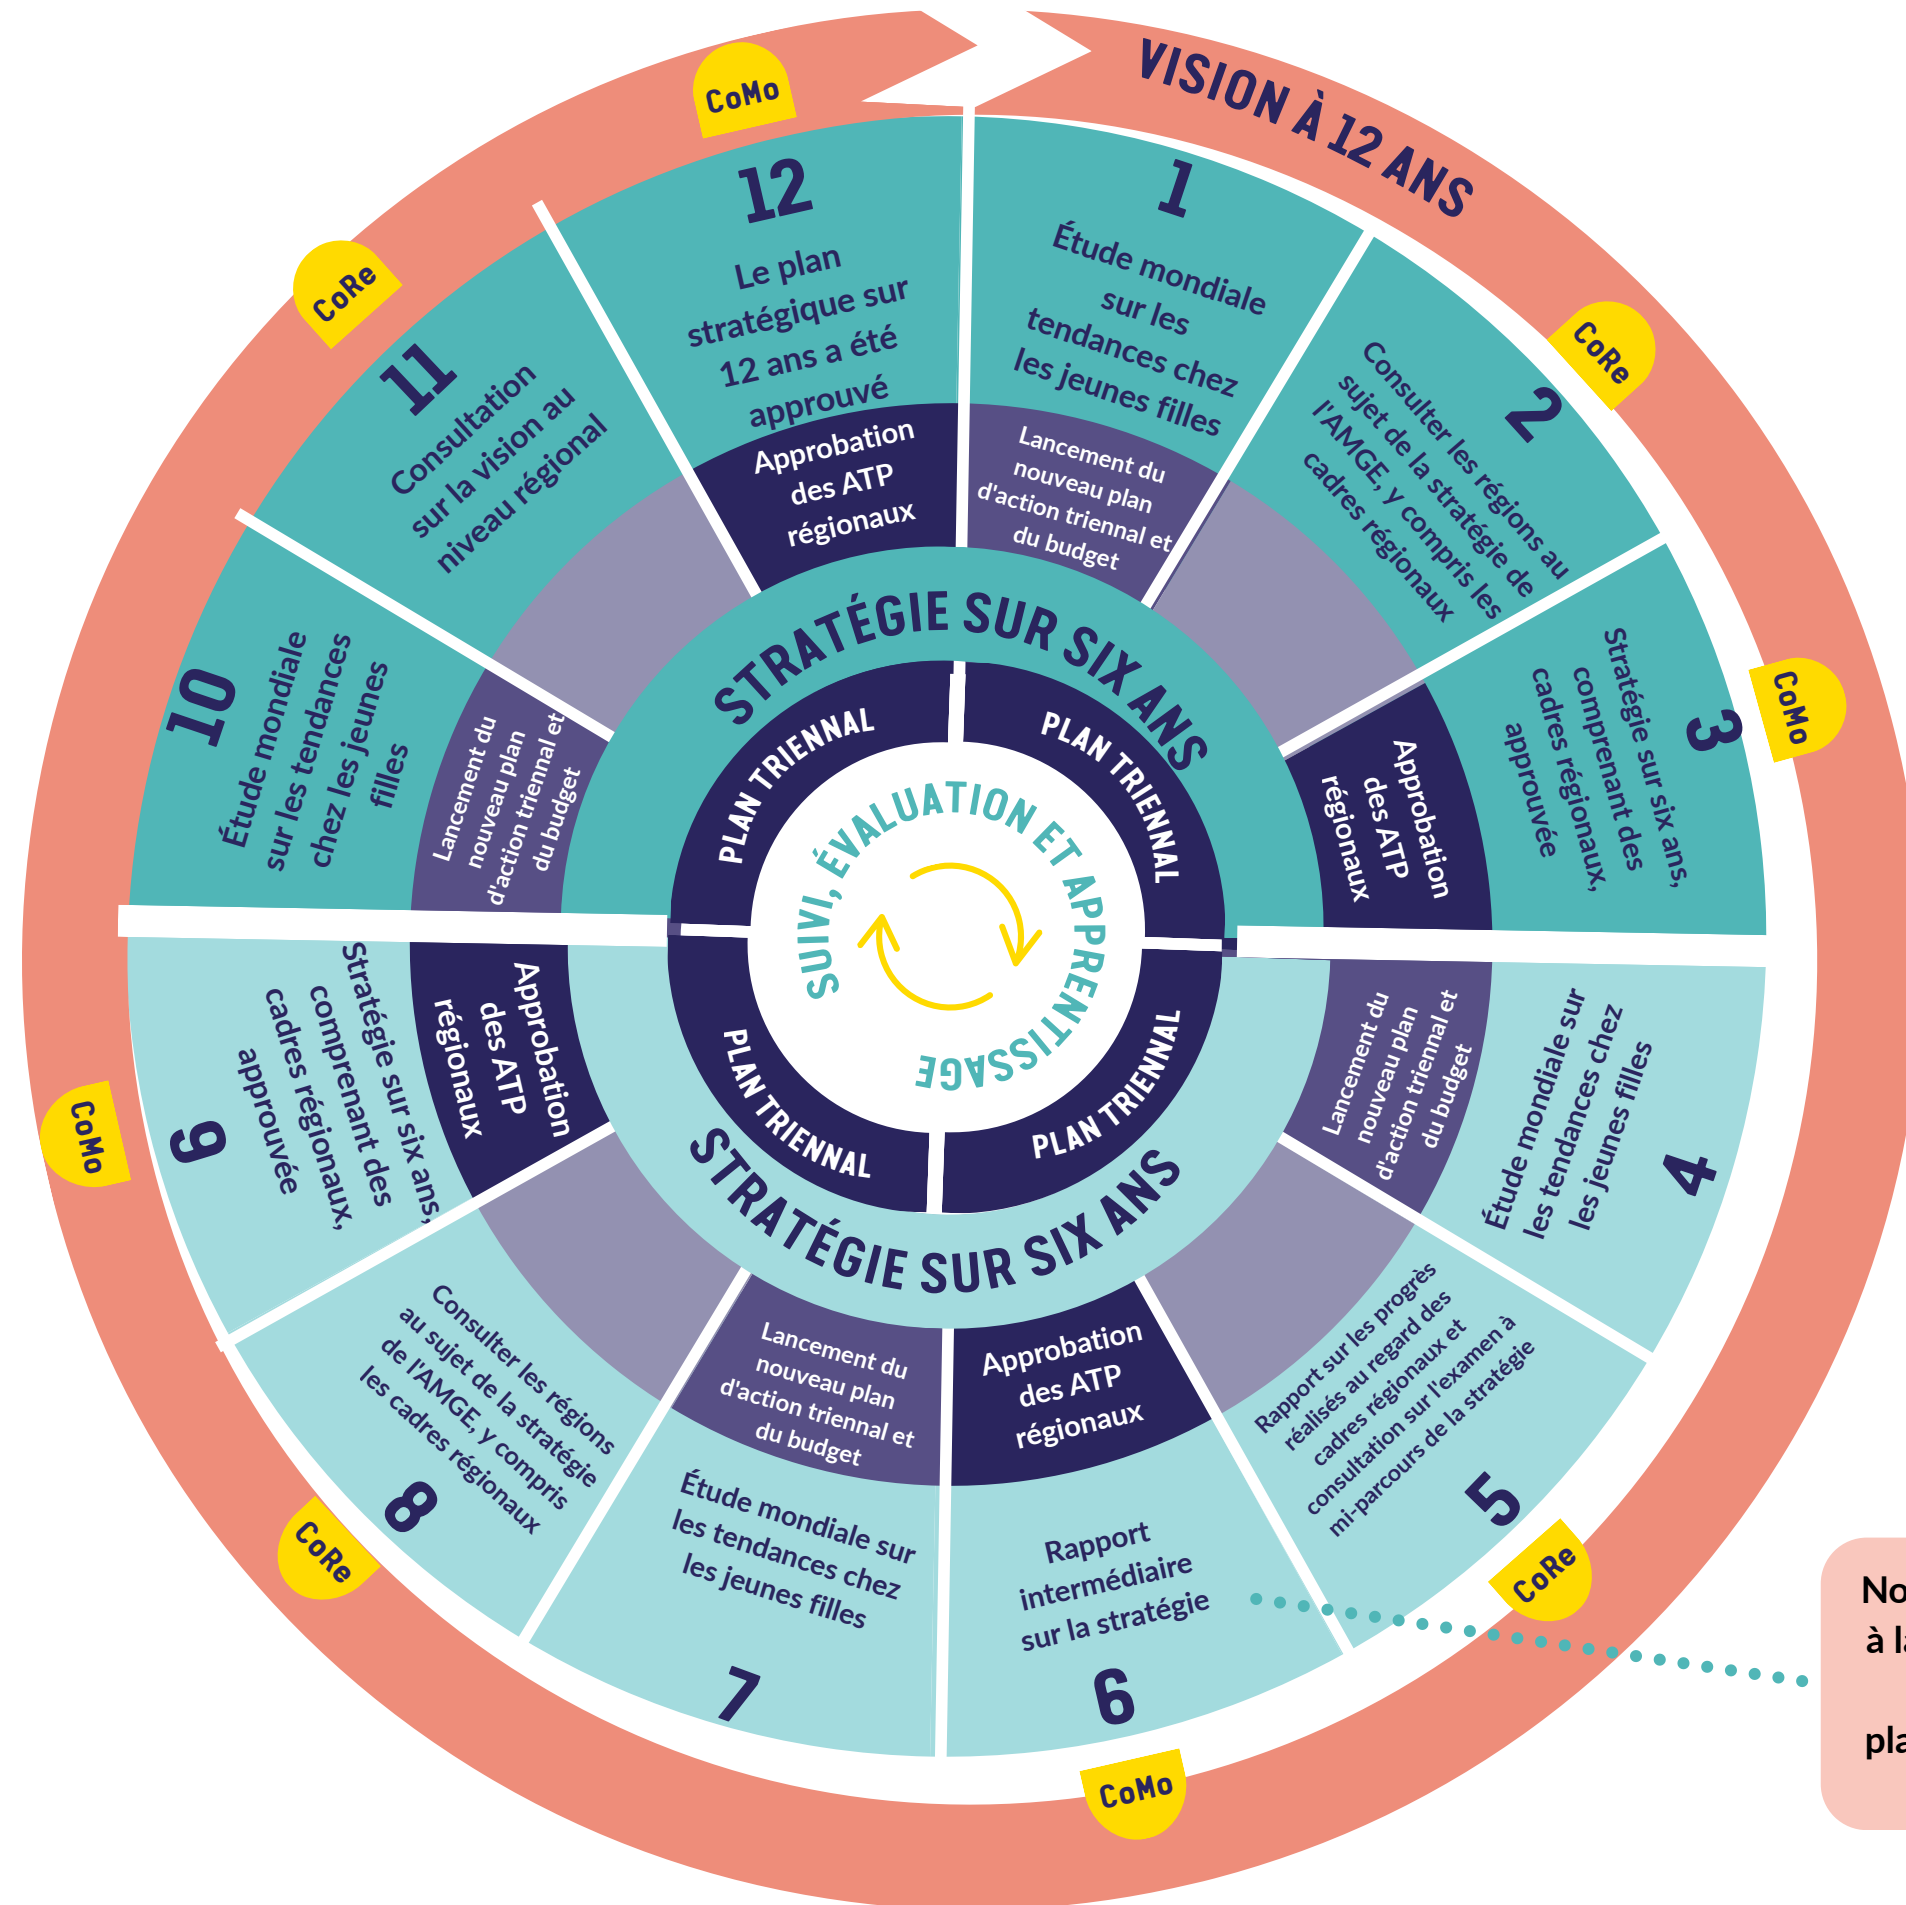 VISION À 12 ANS
1
Étude mondiale
sur les
tendances chez
les jeunes filles
Lancement du
nouveau plan
d'action triennal et
du budget
CoRe
2
Consulter les régions au
sujet de la stratégie de
l'AMGE, y compris les
cadres régionaux
CoMo
3
Stratégie sur six ans,
comprenant des
cadres régionaux,
approuvée
Approbation
des ATP
régionaux
4
Étude mondiale sur
les tendances chez
les jeunes filles
Lancement du
nouveau plan
d'action triennal et
du budget
Rapport sur les progrès
réalisés au regard des
cadres régionaux et
consultation sur l'examen à
mi-parcours de la stratégie
5
CoRe
Approbation
des ATP
régionaux
Rapport
intermédiaire
sur la stratégie
6
CoMo
Lancement du
nouveau plan
d'action triennal et
du budget
Étude mondiale sur
les tendances chez
les jeunes filles
7
Consulter les régions
au sujet de la stratégie
de l'AMGE, y compris
les cadres régionaux
8
CoRe
Stratégie sur six ans,
comprenant des
cadres régionaux,
approuvée
9
CoMo
Approbation
des ATP
régionaux
10
Étude mondiale
sur les tendances
chez les jeunes
filles
Lancement du
nouveau plan
d'action triennal et
du budget
CoRe
11
Consultation
sur la vision au
niveau régional
CoMo
12
Le plan
stratégique sur
12 ans a été
approuvé
Approbation
des ATP
régionaux
STRATÉGIE SUR SIX ANS
PLAN TRIENNAL
PLAN TRIENNAL
SUIVI, ÉVALUATION ET APPRENTISSAGE
PLAN TRIENNAL
PLAN TRIENNAL
STRATÉGIE SUR SIX ANS
à